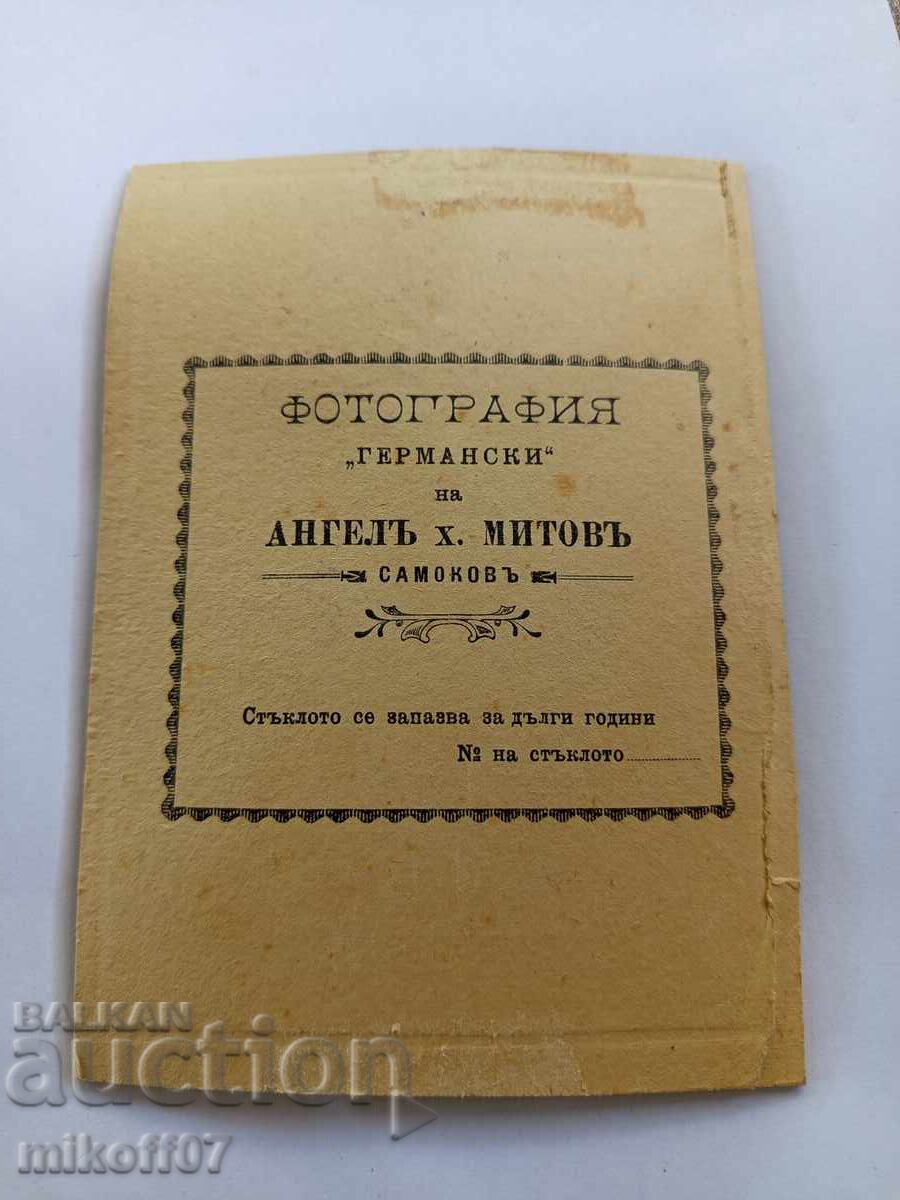 ФОТОГРАФИЯ
„ГЕРМАНСКИ“
на
АНГЕЛЪ х. МИТОВЪ
САМОКОВЪ
Стъклото се запазва за дълги години
№ на стъклото
BALKAN
auction
mikoff07